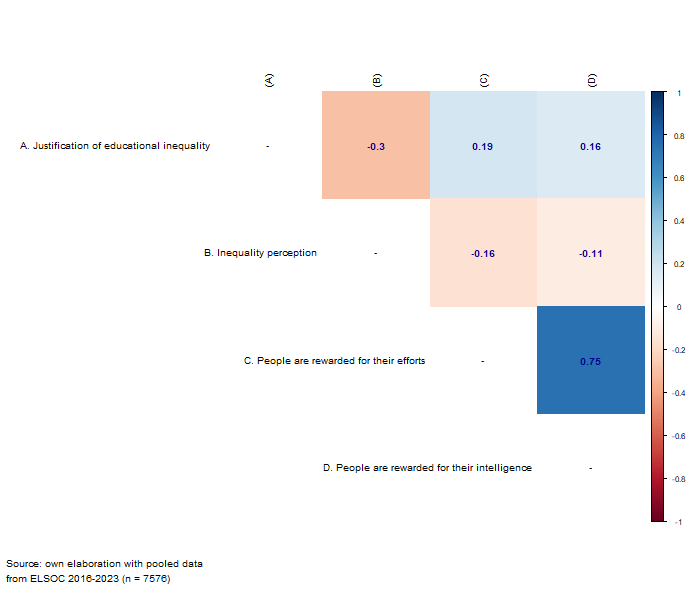 (A) (B) (C) (D)
1
A. Justification of educational inequality - -0.3 0.19 0.16
0.8
0.6
0.4
B. Inequality perception - -0.16 -0.11
0.2
0
-0.2
C. People are rewarded for their efforts - 0.75
-0.4
-0.6
D. People are rewarded for their intelligence -
-0.8
-1
Source: own elaboration with pooled data
from ELSOC 2016-2023 (n = 7576)